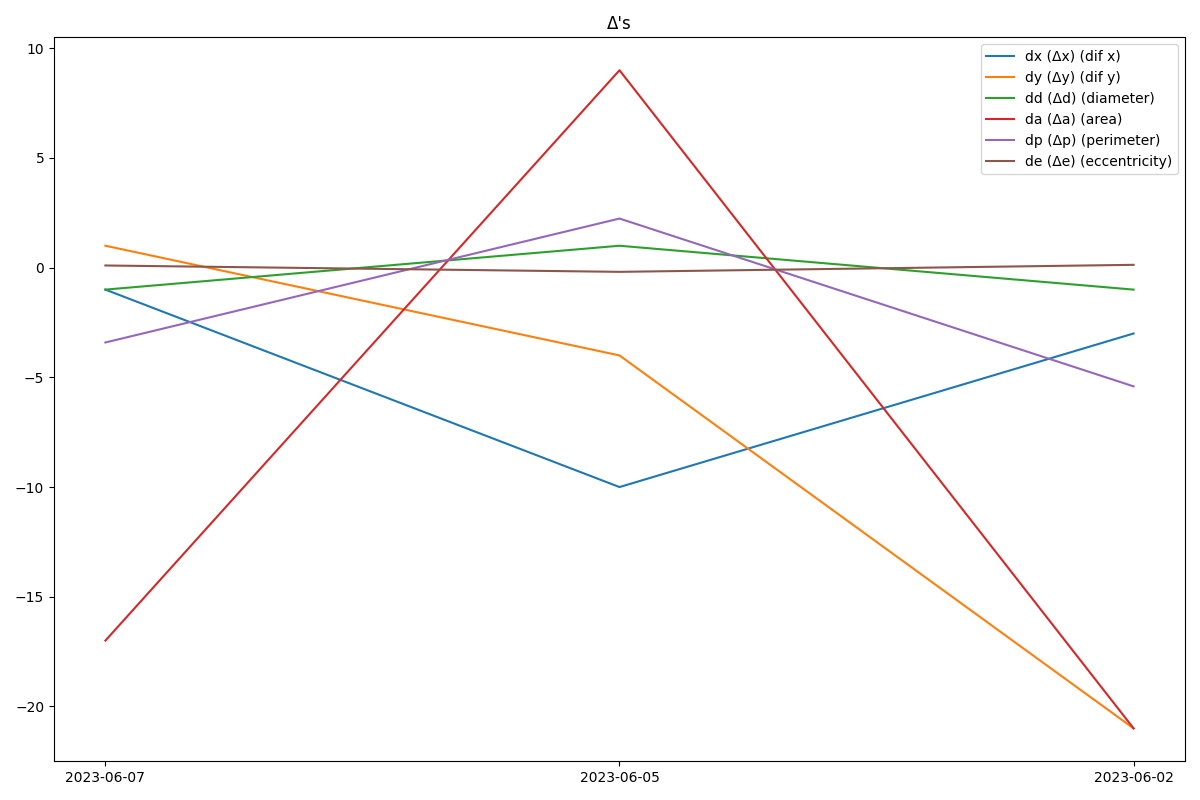 Δ's
dx (Δx) (dif x)
dy (Δy) (dif y)
dd (Δd) (diameter)
da (Δa) (area)
dp (Δp) (perimeter)
de (Δe) (eccentricity)
10
5
0
−5
−10
−15
−20
2023-06-07 2023-06-05 2023-06-02